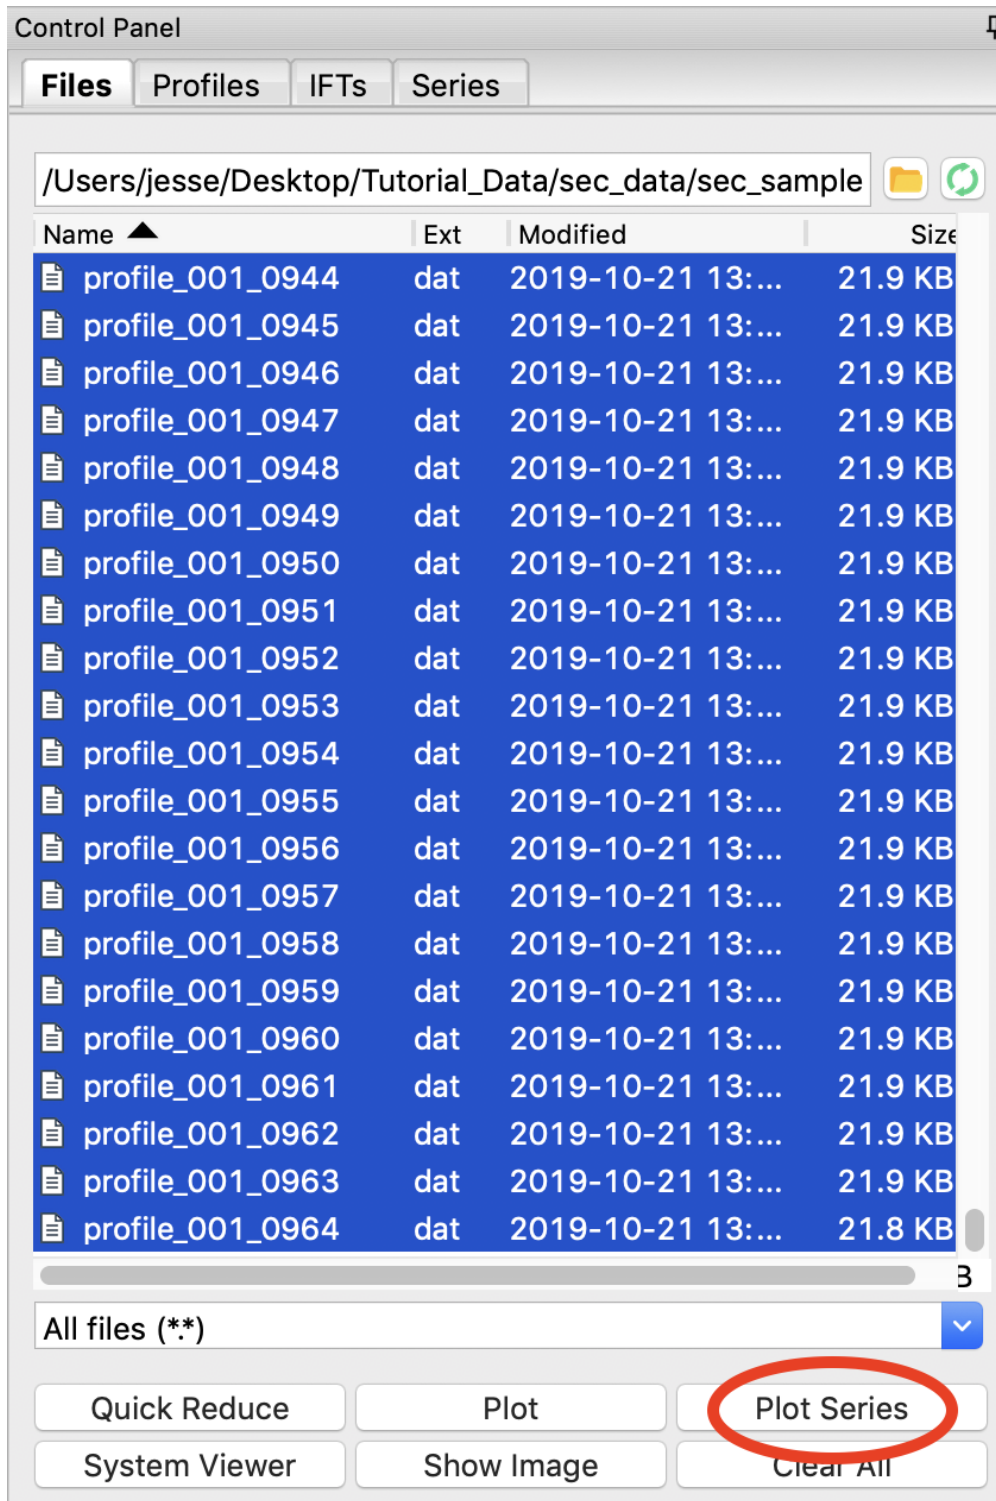 Control Panel
Files Profiles IFTs Series
/Users/jesse/Desktop/Tutorial_Data/sec_data/sec_sample
Name Ext Modified Size
profile_001_0944 dat 2019-10-21 13:... 21.9 KB
profile_001_0945 dat 2019-10-21 13:... 21.9 KB
profile_001_0946 dat 2019-10-21 13:... 21.9 KB
profile_001_0947 dat 2019-10-21 13:... 21.9 KB
profile_001_0948 dat 2019-10-21 13:... 21.9 KB
profile_001_0949 dat 2019-10-21 13:... 21.9 KB
profile_001_0950 dat 2019-10-21 13:... 21.9 KB
profile_001_0951 dat 2019-10-21 13:... 21.9 KB
profile_001_0952 dat 2019-10-21 13:... 21.9 KB
profile_001_0953 dat 2019-10-21 13:... 21.9 KB
profile_001_0954 dat 2019-10-21 13:... 21.9 KB
profile_001_0955 dat 2019-10-21 13:... 21.9 KB
profile_001_0956 dat 2019-10-21 13:... 21.9 KB
profile_001_0957 dat 2019-10-21 13:... 21.9 KB
profile_001_0958 dat 2019-10-21 13:... 21.9 KB
profile_001_0959 dat 2019-10-21 13:... 21.9 KB
profile_001_0960 dat 2019-10-21 13:... 21.9 KB
profile_001_0961 dat 2019-10-21 13:... 21.9 KB
profile_001_0962 dat 2019-10-21 13:... 21.9 KB
profile_001_0963 dat 2019-10-21 13:... 21.9 KB
profile_001_0964 dat 2019-10-21 13:... 21.8 KB
B
All files (*.*)
Quick Reduce Plot Plot Series
System Viewer Show Image Clear All